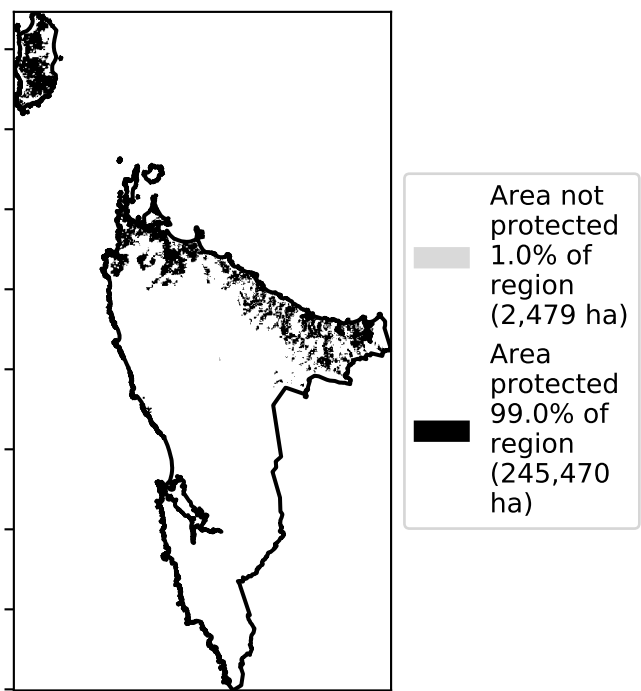 Area not
protected
1.0% of
region
(2,479 ha)
Area
protected
99.0% of
region
(245,470
ha)